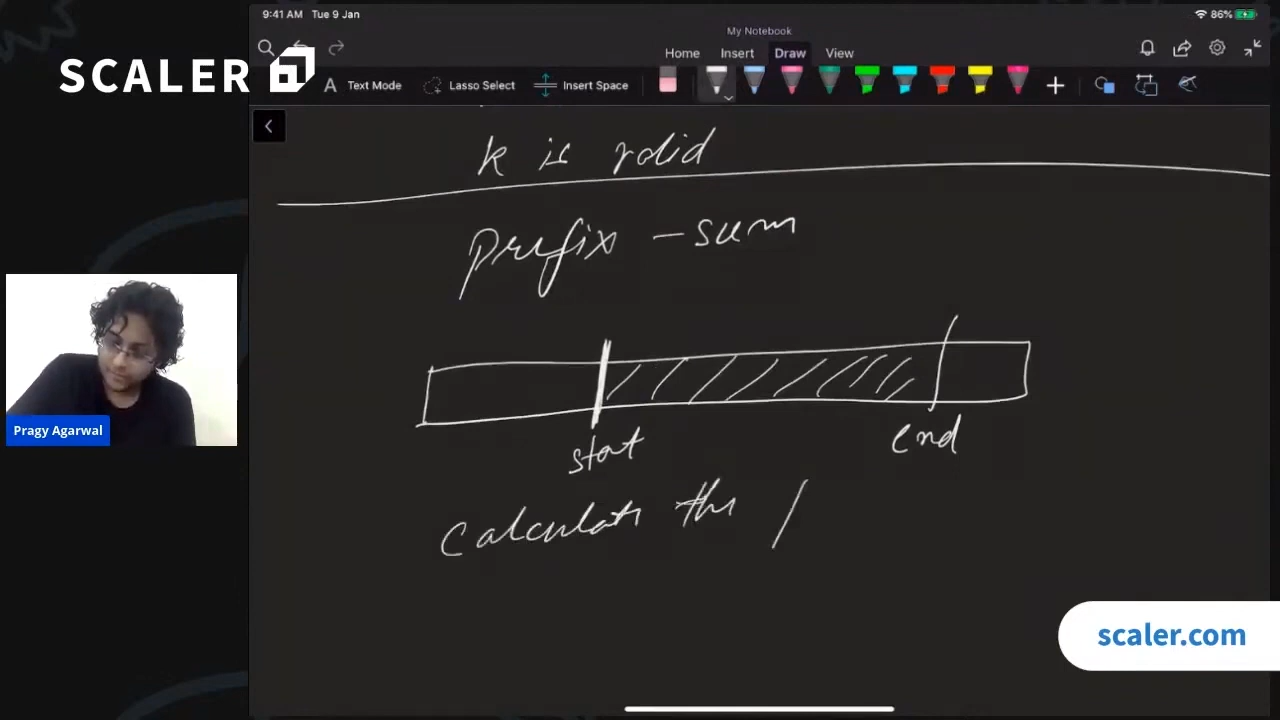 9:41 AM Tue 9 Jan
86%
My Notebook
Home Insert Draw View
SCALER
Text Mode Lasso Select Insert Space
k is valid
prefix - sum
start end
calculate the
Pragy Agarwal
scaler.com